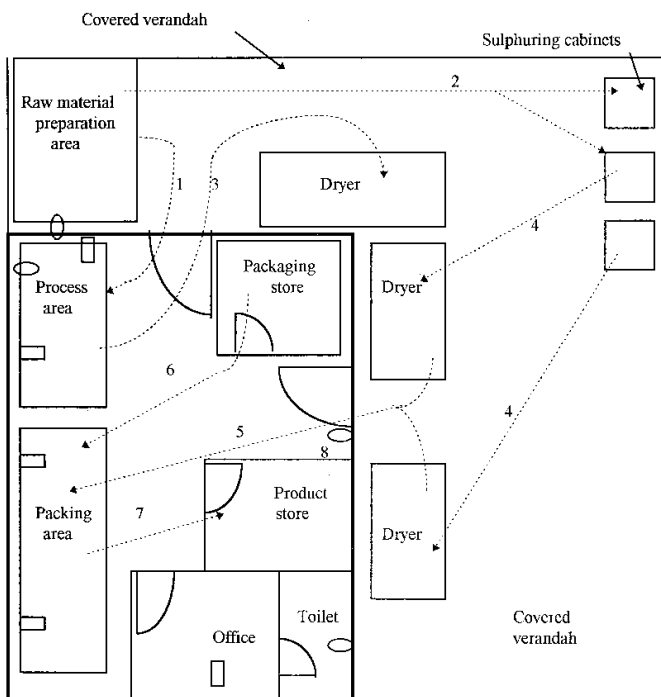 Covered verandah
Sulphuring cabinets
Raw material
preparation
area
2
1
3
Dryer
4
Packaging
store
Dryer
Process
area
6
4
5
8
Product
store
7
Packing
area
Dryer
Toilet
Office
Covered
verandah